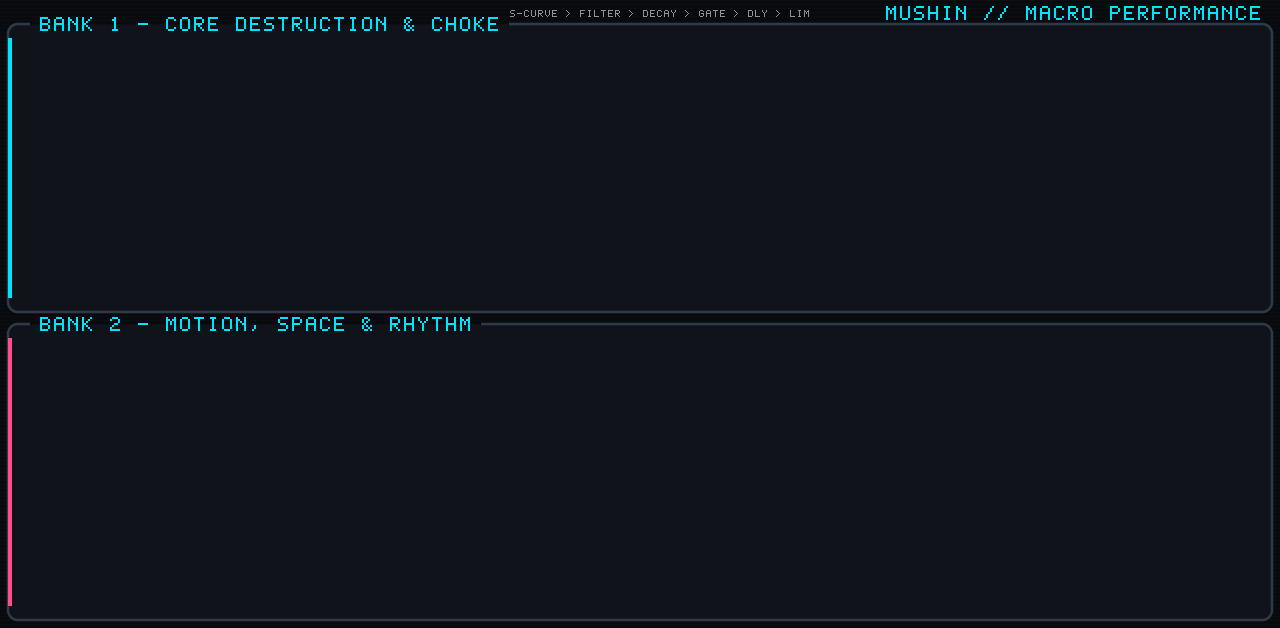 BANK 1 - CORE DESTRUCTION & CHOKE
S-CURVE > FILTER > DECAY > GATE > DLY > LIM
MUSHIN // MACRO PERFORMANCE
BANK 2 - MOTION, SPACE & RHYTHM